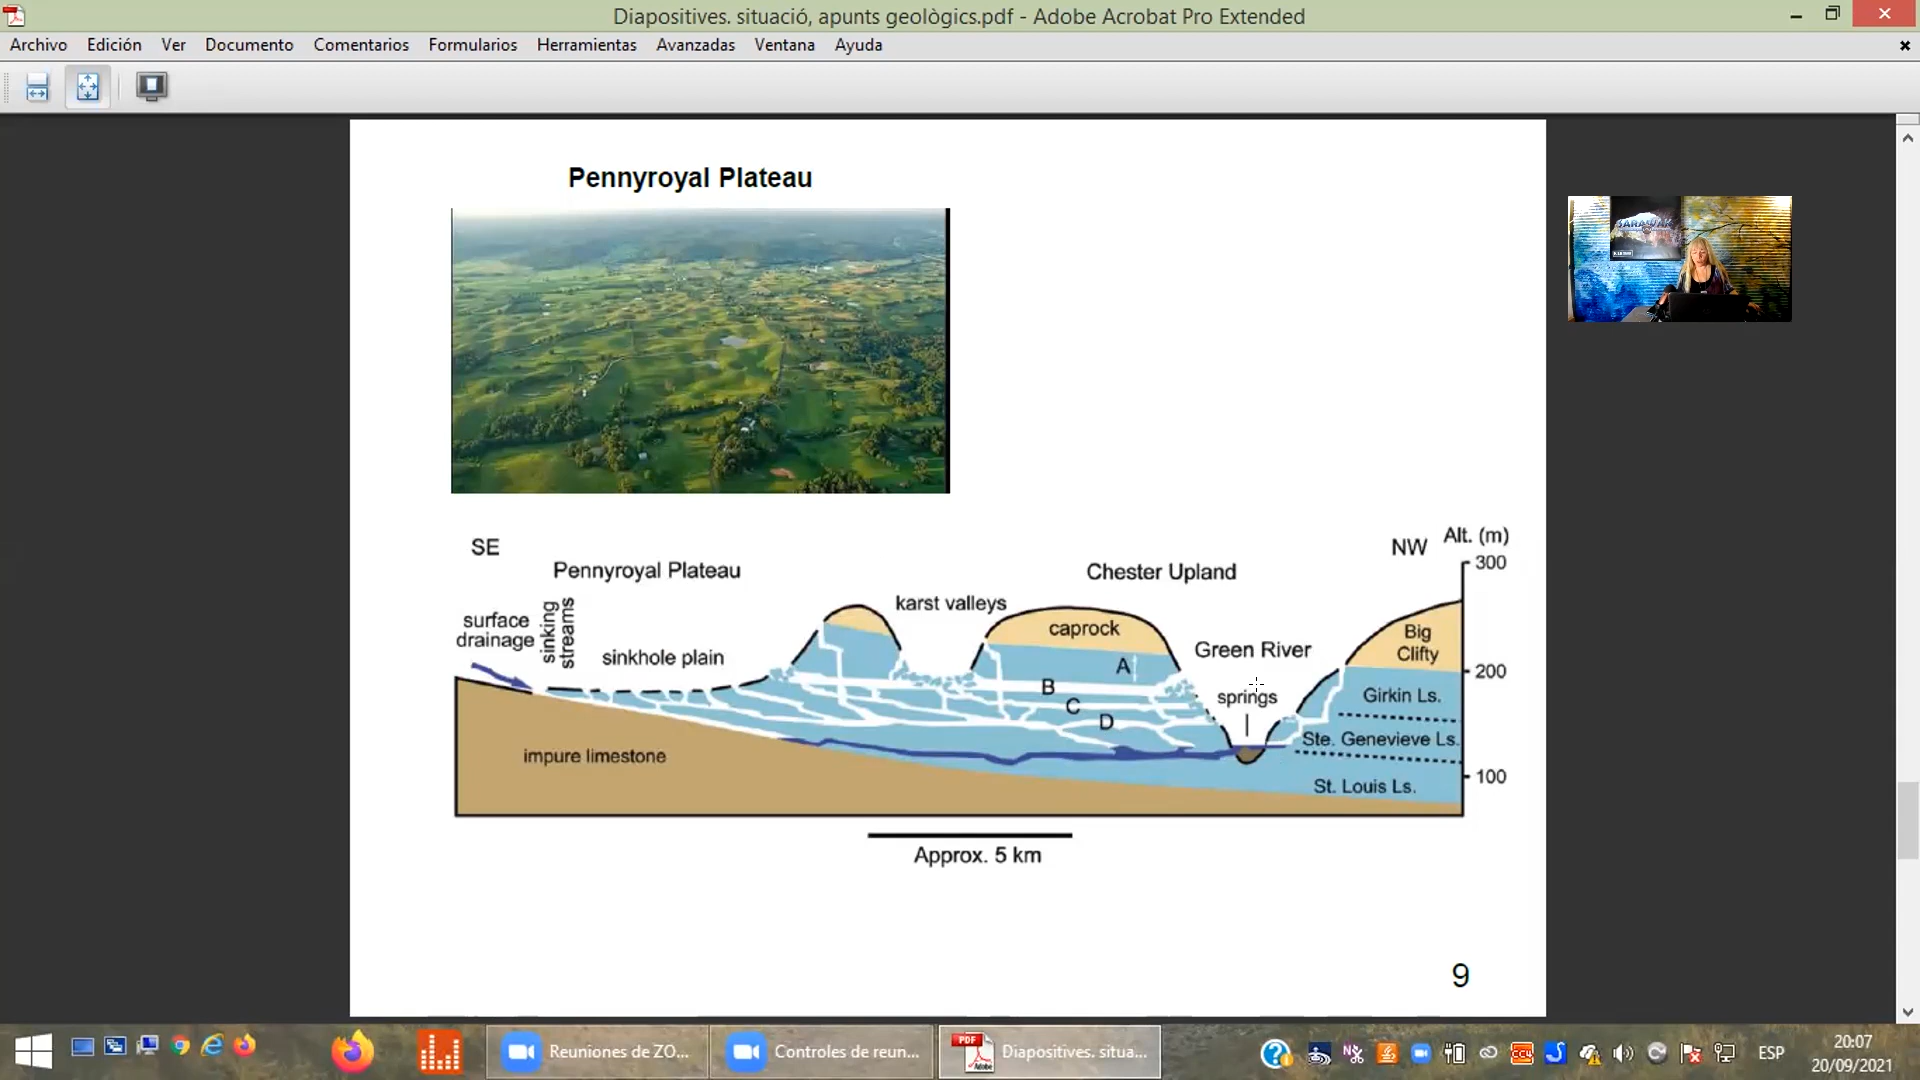 Diapositives. situació, apunts geològics.pdf - Adobe Acrobat Pro Extended
Archivo Edición Ver Documento Comentarios Formularios Herramientas Avanzadas Ventana Ayuda
Pennyroyal Plateau
SARAWAK
SE
NW
Alt. (m)
300
Pennyroyal Plateau
Chester Upland
surface
drainage
sinking
streams
karst valleys
sinkhole plain
caprock
Green River
Big
Clifty
A
200
B
springs
Girkin Ls.
C
D
Ste. Genevieve Ls.
impure limestone
St. Louis Ls.
100
Approx. 5 km
9
Reuniones de ZO...
Controles de reun...
PDF
Adobe
Diapositives. situa...
ESP
20:07
20/09/2021